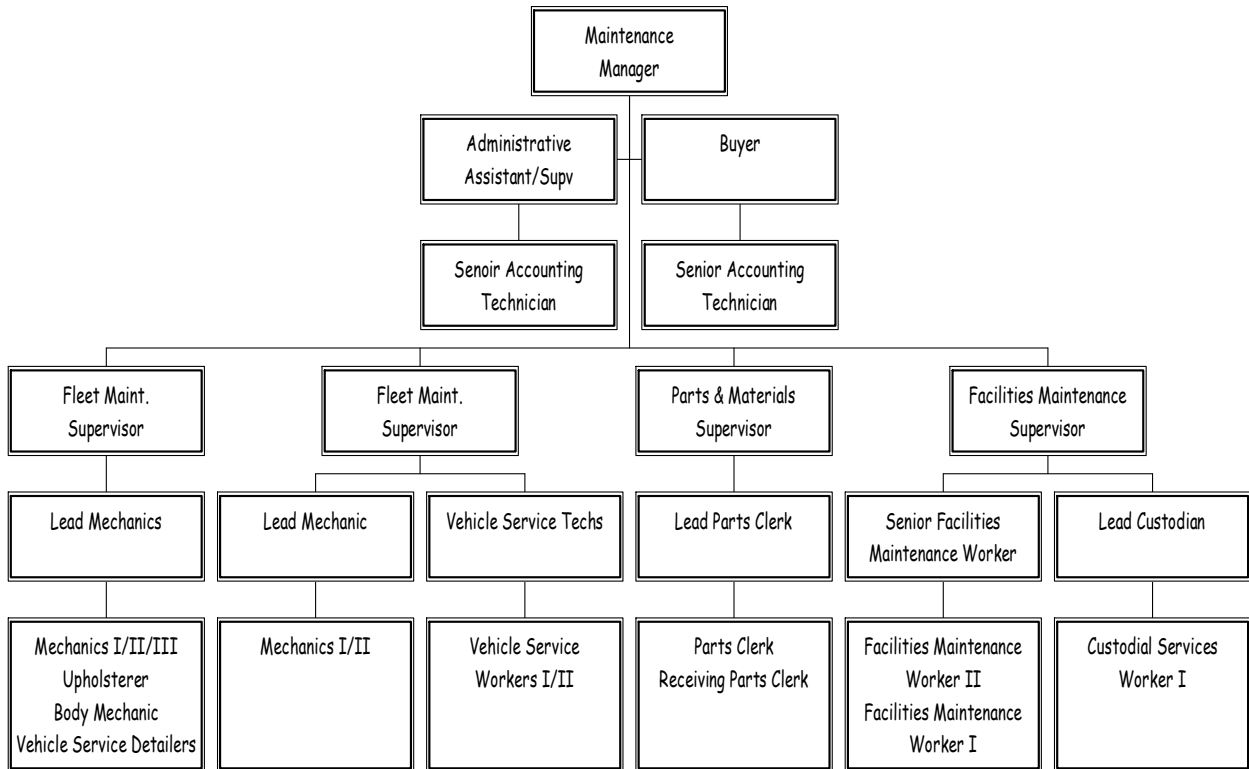 Maintenance
Manager
Administrative
Assistant/Supv
Buyer
Senoir Accounting
Technician
Senior Accounting
Technician
Fleet Maint.
Supervisor
Fleet Maint.
Supervisor
Parts & Materials
Supervisor
Facilities Maintenance
Supervisor
Lead Mechanics
Lead Mechanic
Vehicle Service Techs
Lead Parts Clerk
Senior Facilities
Maintenance Worker
Lead Custodian
Mechanics I/II/III
Upholsterer
Body Mechanic
Vehicle Service Detailers
Mechanics I/II
Vehicle Service
Workers I/II
Parts Clerk
Receiving Parts Clerk
Facilities Maintenance
Worker II
Facilities Maintenance
Worker I
Custodial Services
Worker I